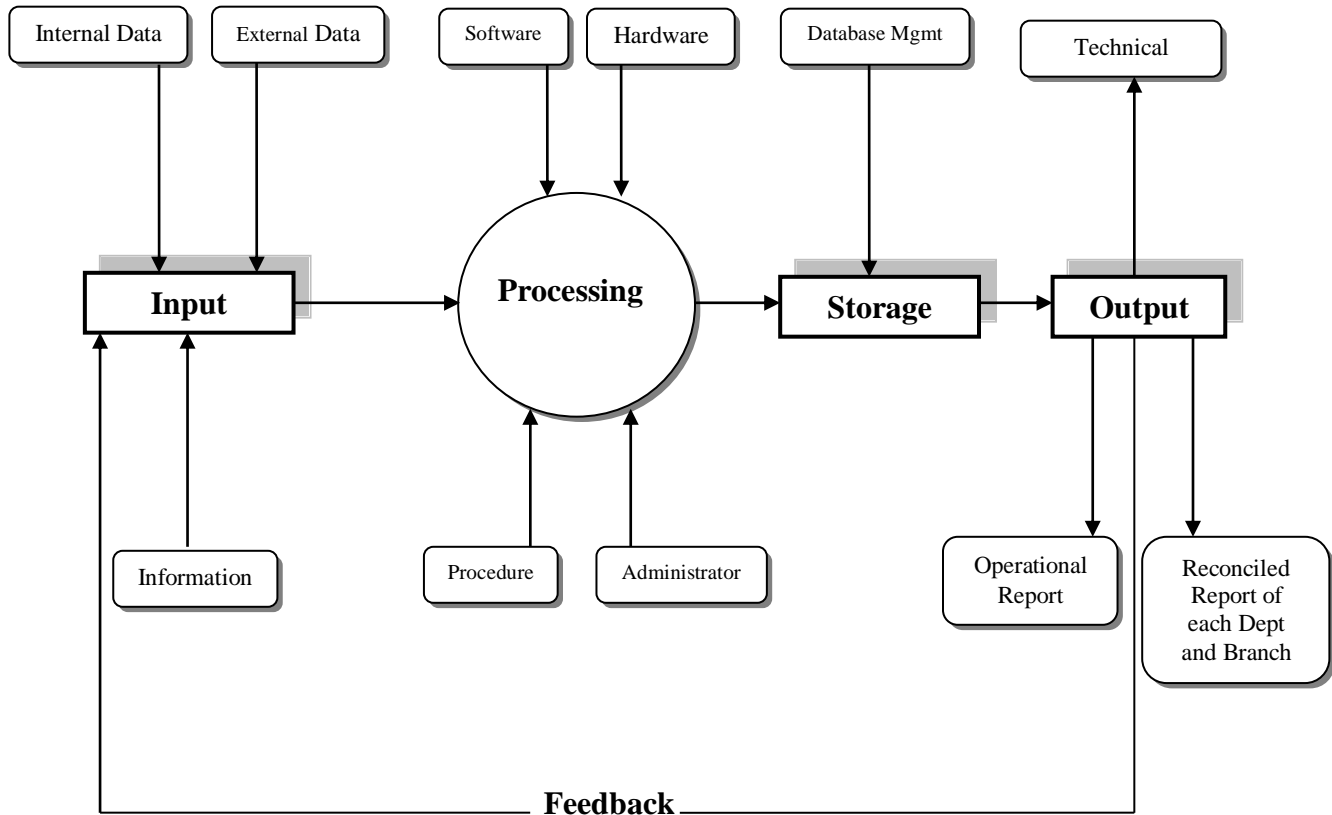 Internal Data
External Data
Software
Hardware
Database Mgmt
Technical
Input
Processing
Storage
Output
Information
Procedure
Administrator
Operational
Report
Reconciled
Report of
each Dept
and Branch
Feedback